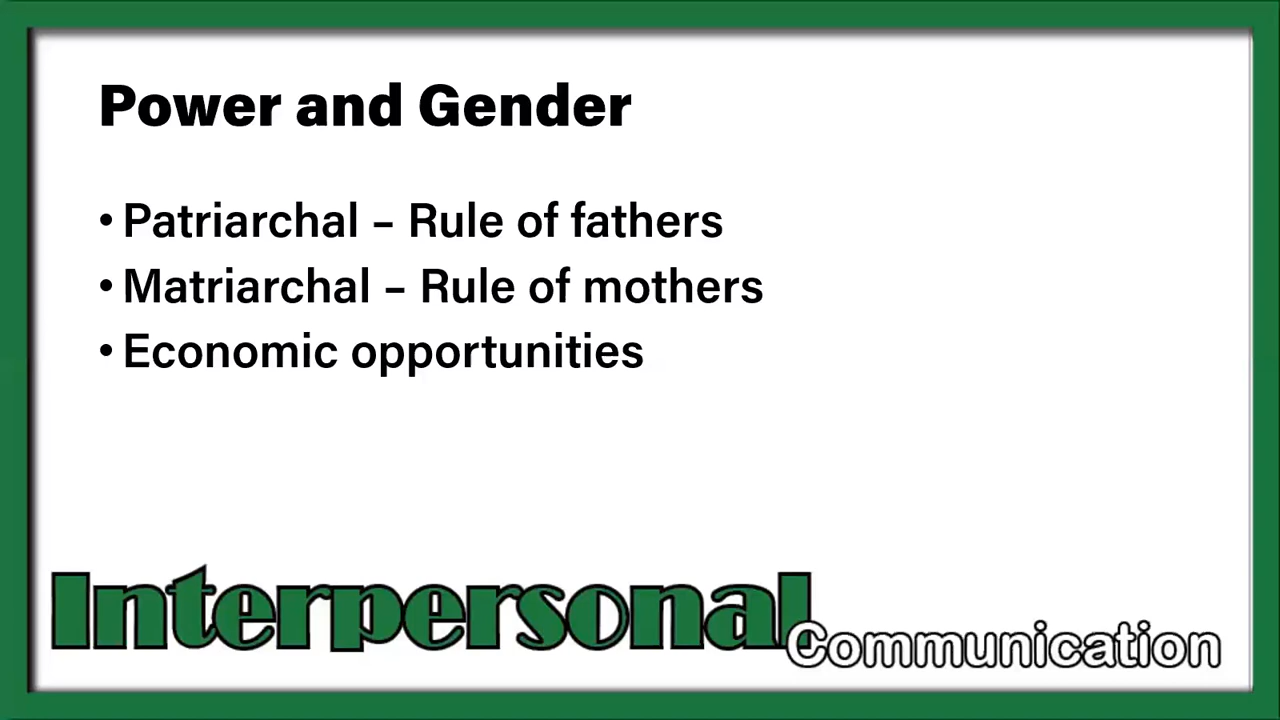 Power and Gender
• Patriarchal – Rule of fathers
• Matriarchal – Rule of mothers
• Economic opportunities
Interpersonal
Communication